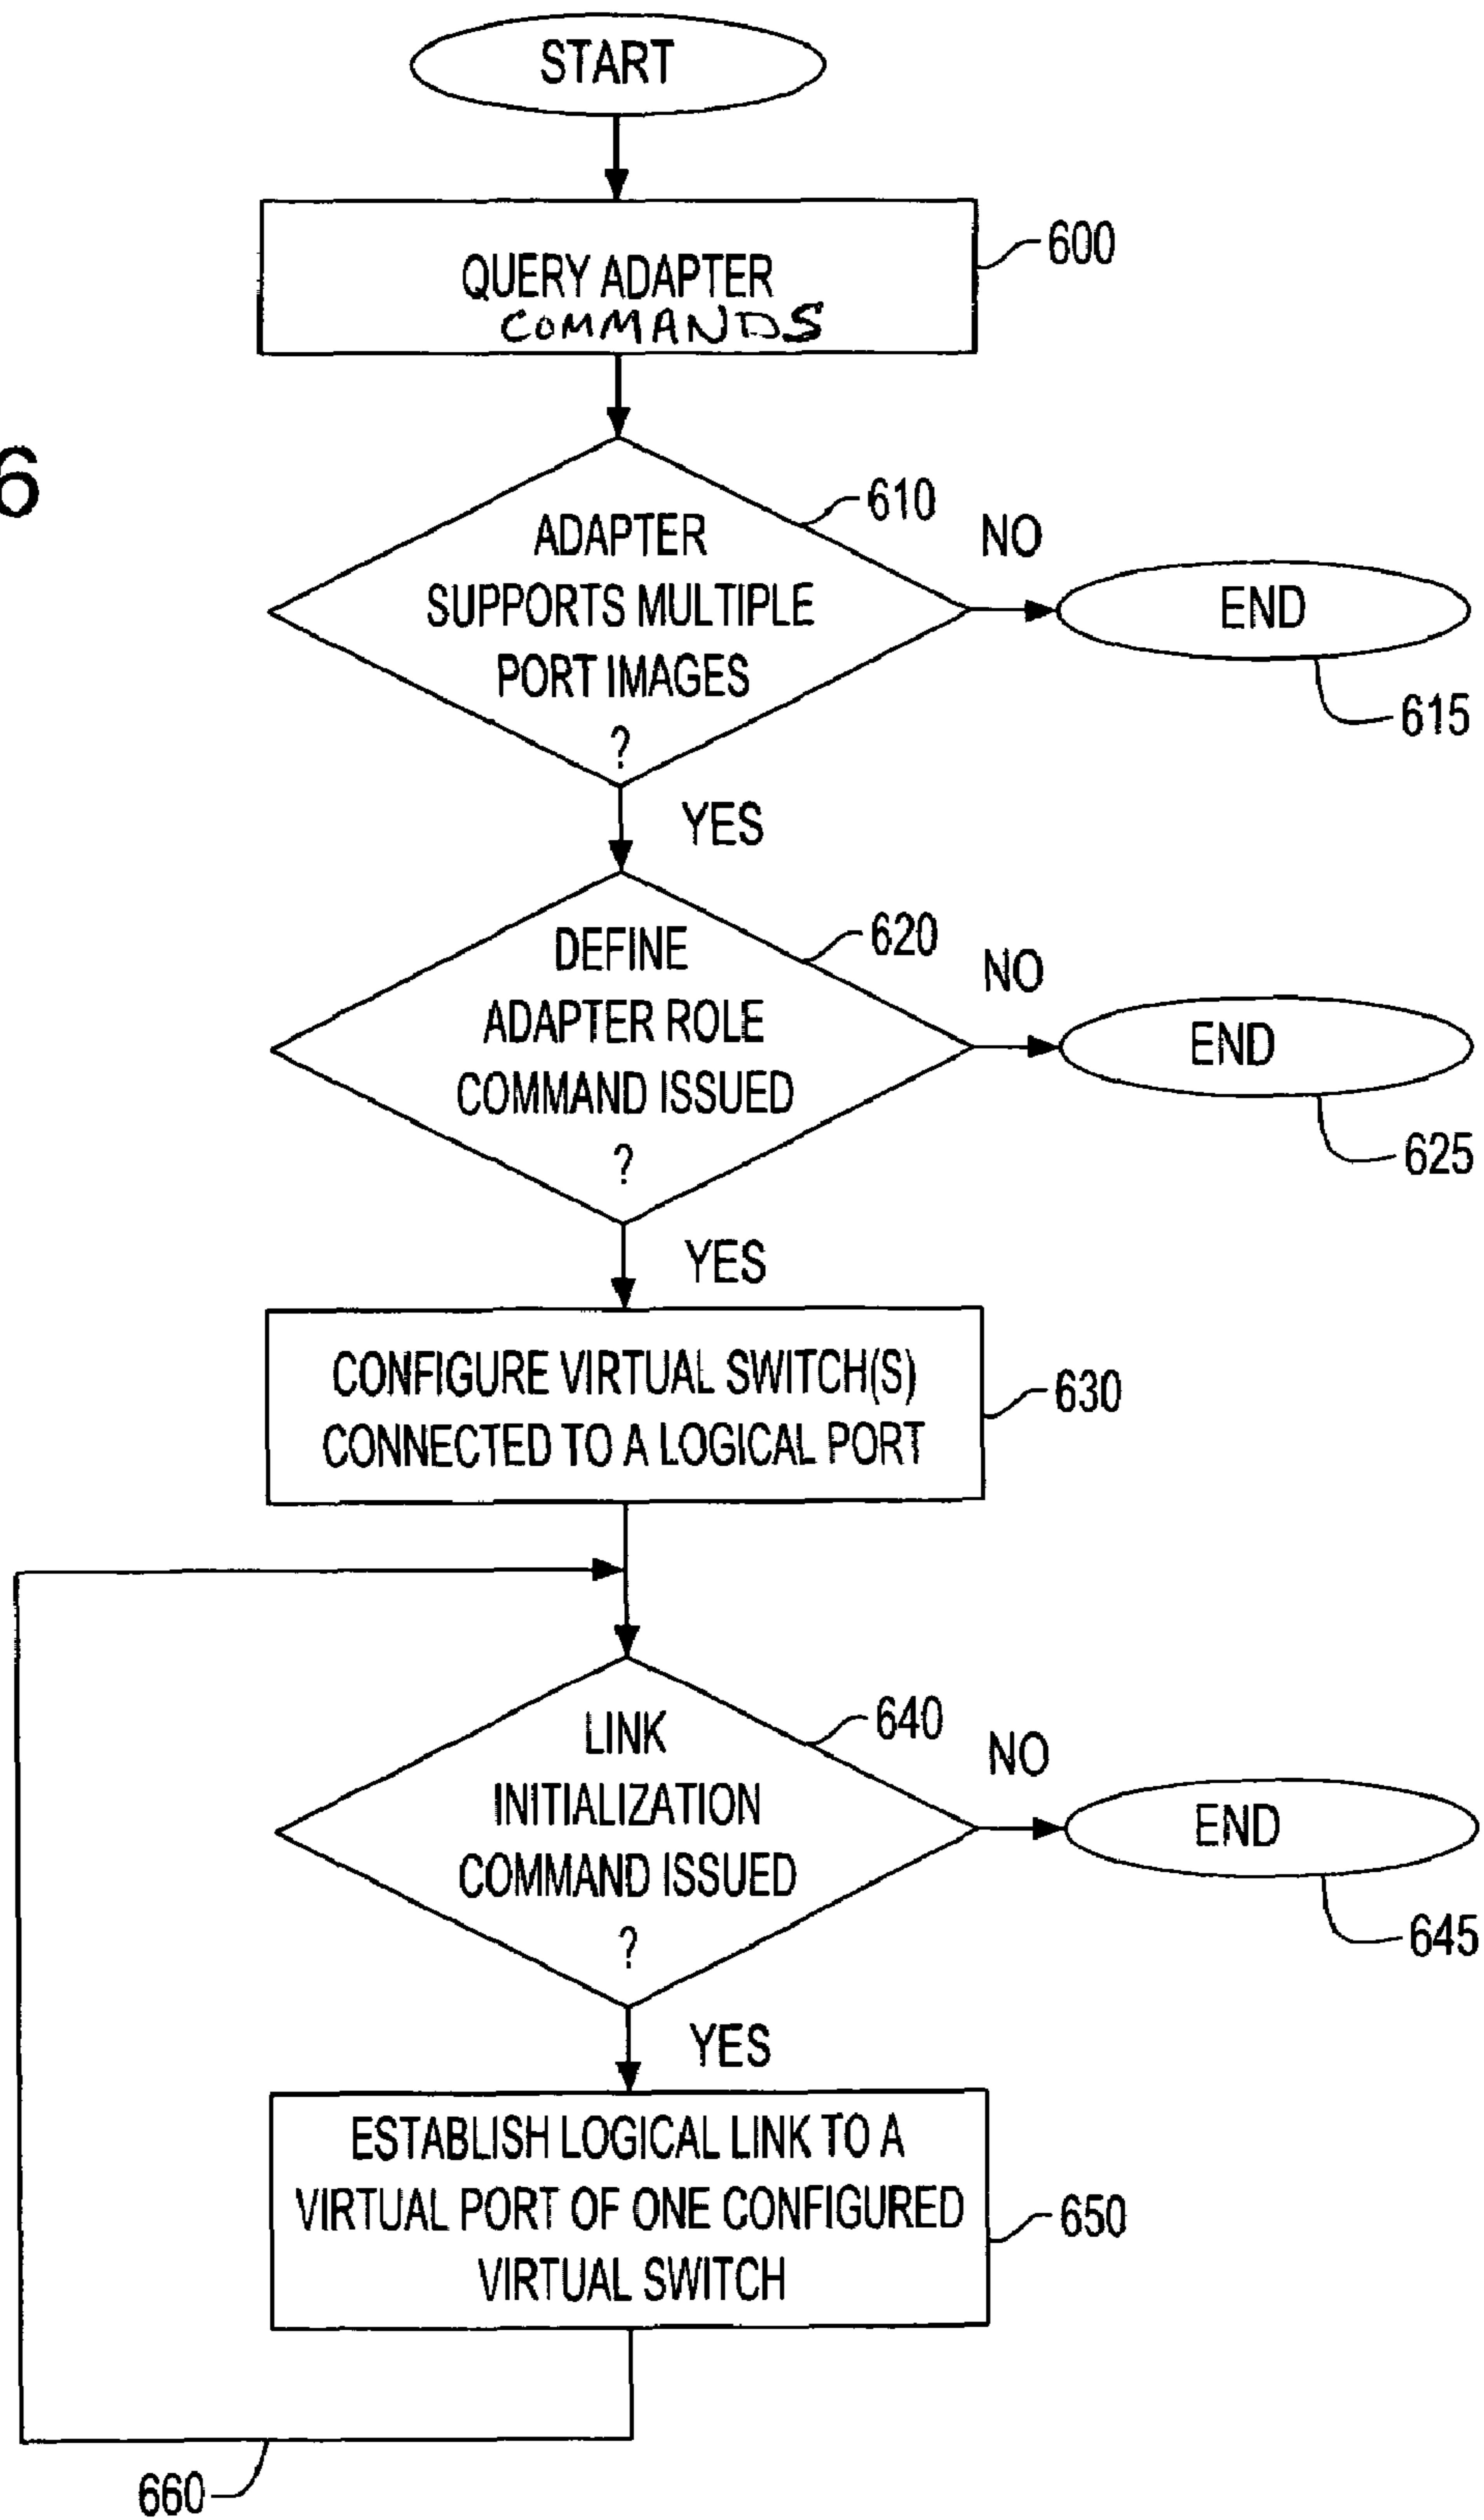 START
QUERY ADAPTER
COMMANDS
600
6
ADAPTER
SUPPORTS MULTIPLE
PORT IMAGES
?
610
NO
END
615
YES
DEFINE
ADAPTER ROLE
COMMAND ISSUED
?
620
NO
END
625
YES
CONFIGURE VIRTUAL SWITCH(S)
CONNECTED TO A LOGICAL PORT
630
LINK
INITIALIZATION
COMMAND ISSUED
?
640
NO
END
645
YES
ESTABLISH LOGICAL LINK TO A
VIRTUAL PORT OF ONE CONFIGURED
VIRTUAL SWITCH
650
660